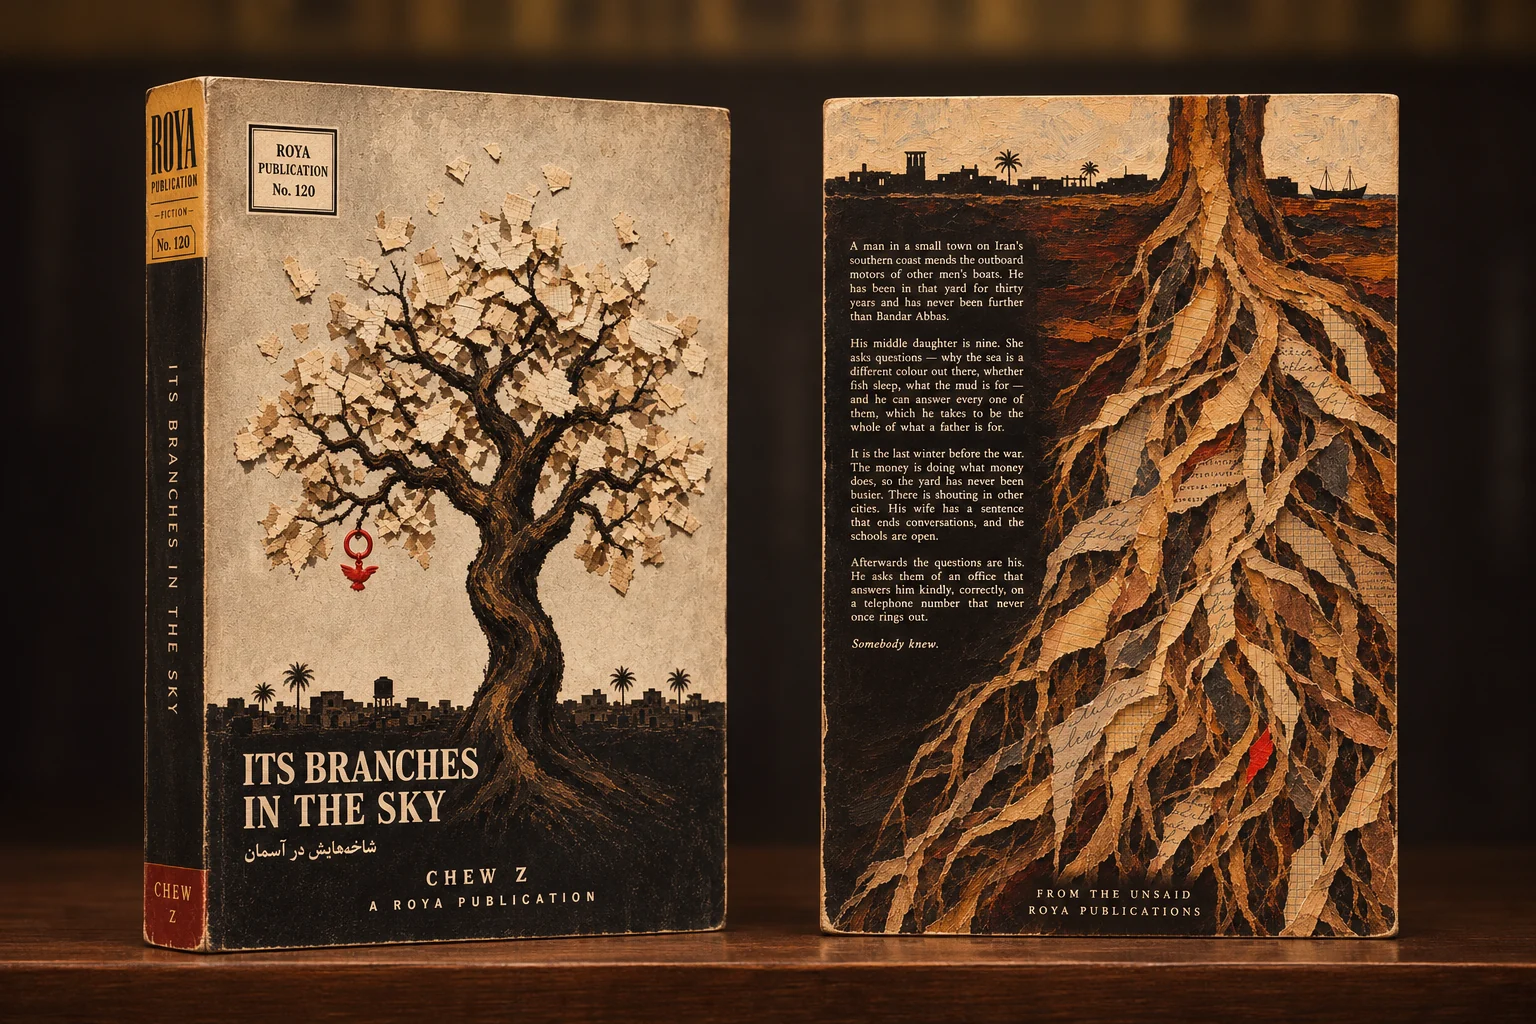 ROYA
PUBLICATION
FICTION
No. 120
ITS BRANCHES IN THE SKY
CHEW
Z
ROYA
PUBLICATION
No. 120
ITS BRANCHES
IN THE SKY
شاخه‌هایش در آسمان
CHEW Z
A ROYA PUBLICATION
A man in a small town on Iran's
southern coast mends the outboard
motors of other men's boats. He
has been in that yard for thirty
years and has never been further
than Bandar Abbas.
His middle daughter is nine. She
asks questions — why the sea is a
different colour out there, whether
fish sleep, what the mud is for —
and he can answer every one of
them, which he takes to be the
whole of what a father is for.
It is the last winter before the war.
The money is doing what money
does, so the yard has never been
busier. There is shouting in other
cities. His wife has a sentence
that ends conversations, and the
schools are open.
Afterwards the questions are his.
He asks them of an office that
answers him kindly, correctly, on
a telephone number that never
once rings out.
Somebody knew.
FROM THE UNSAID
ROYA PUBLICATIONS